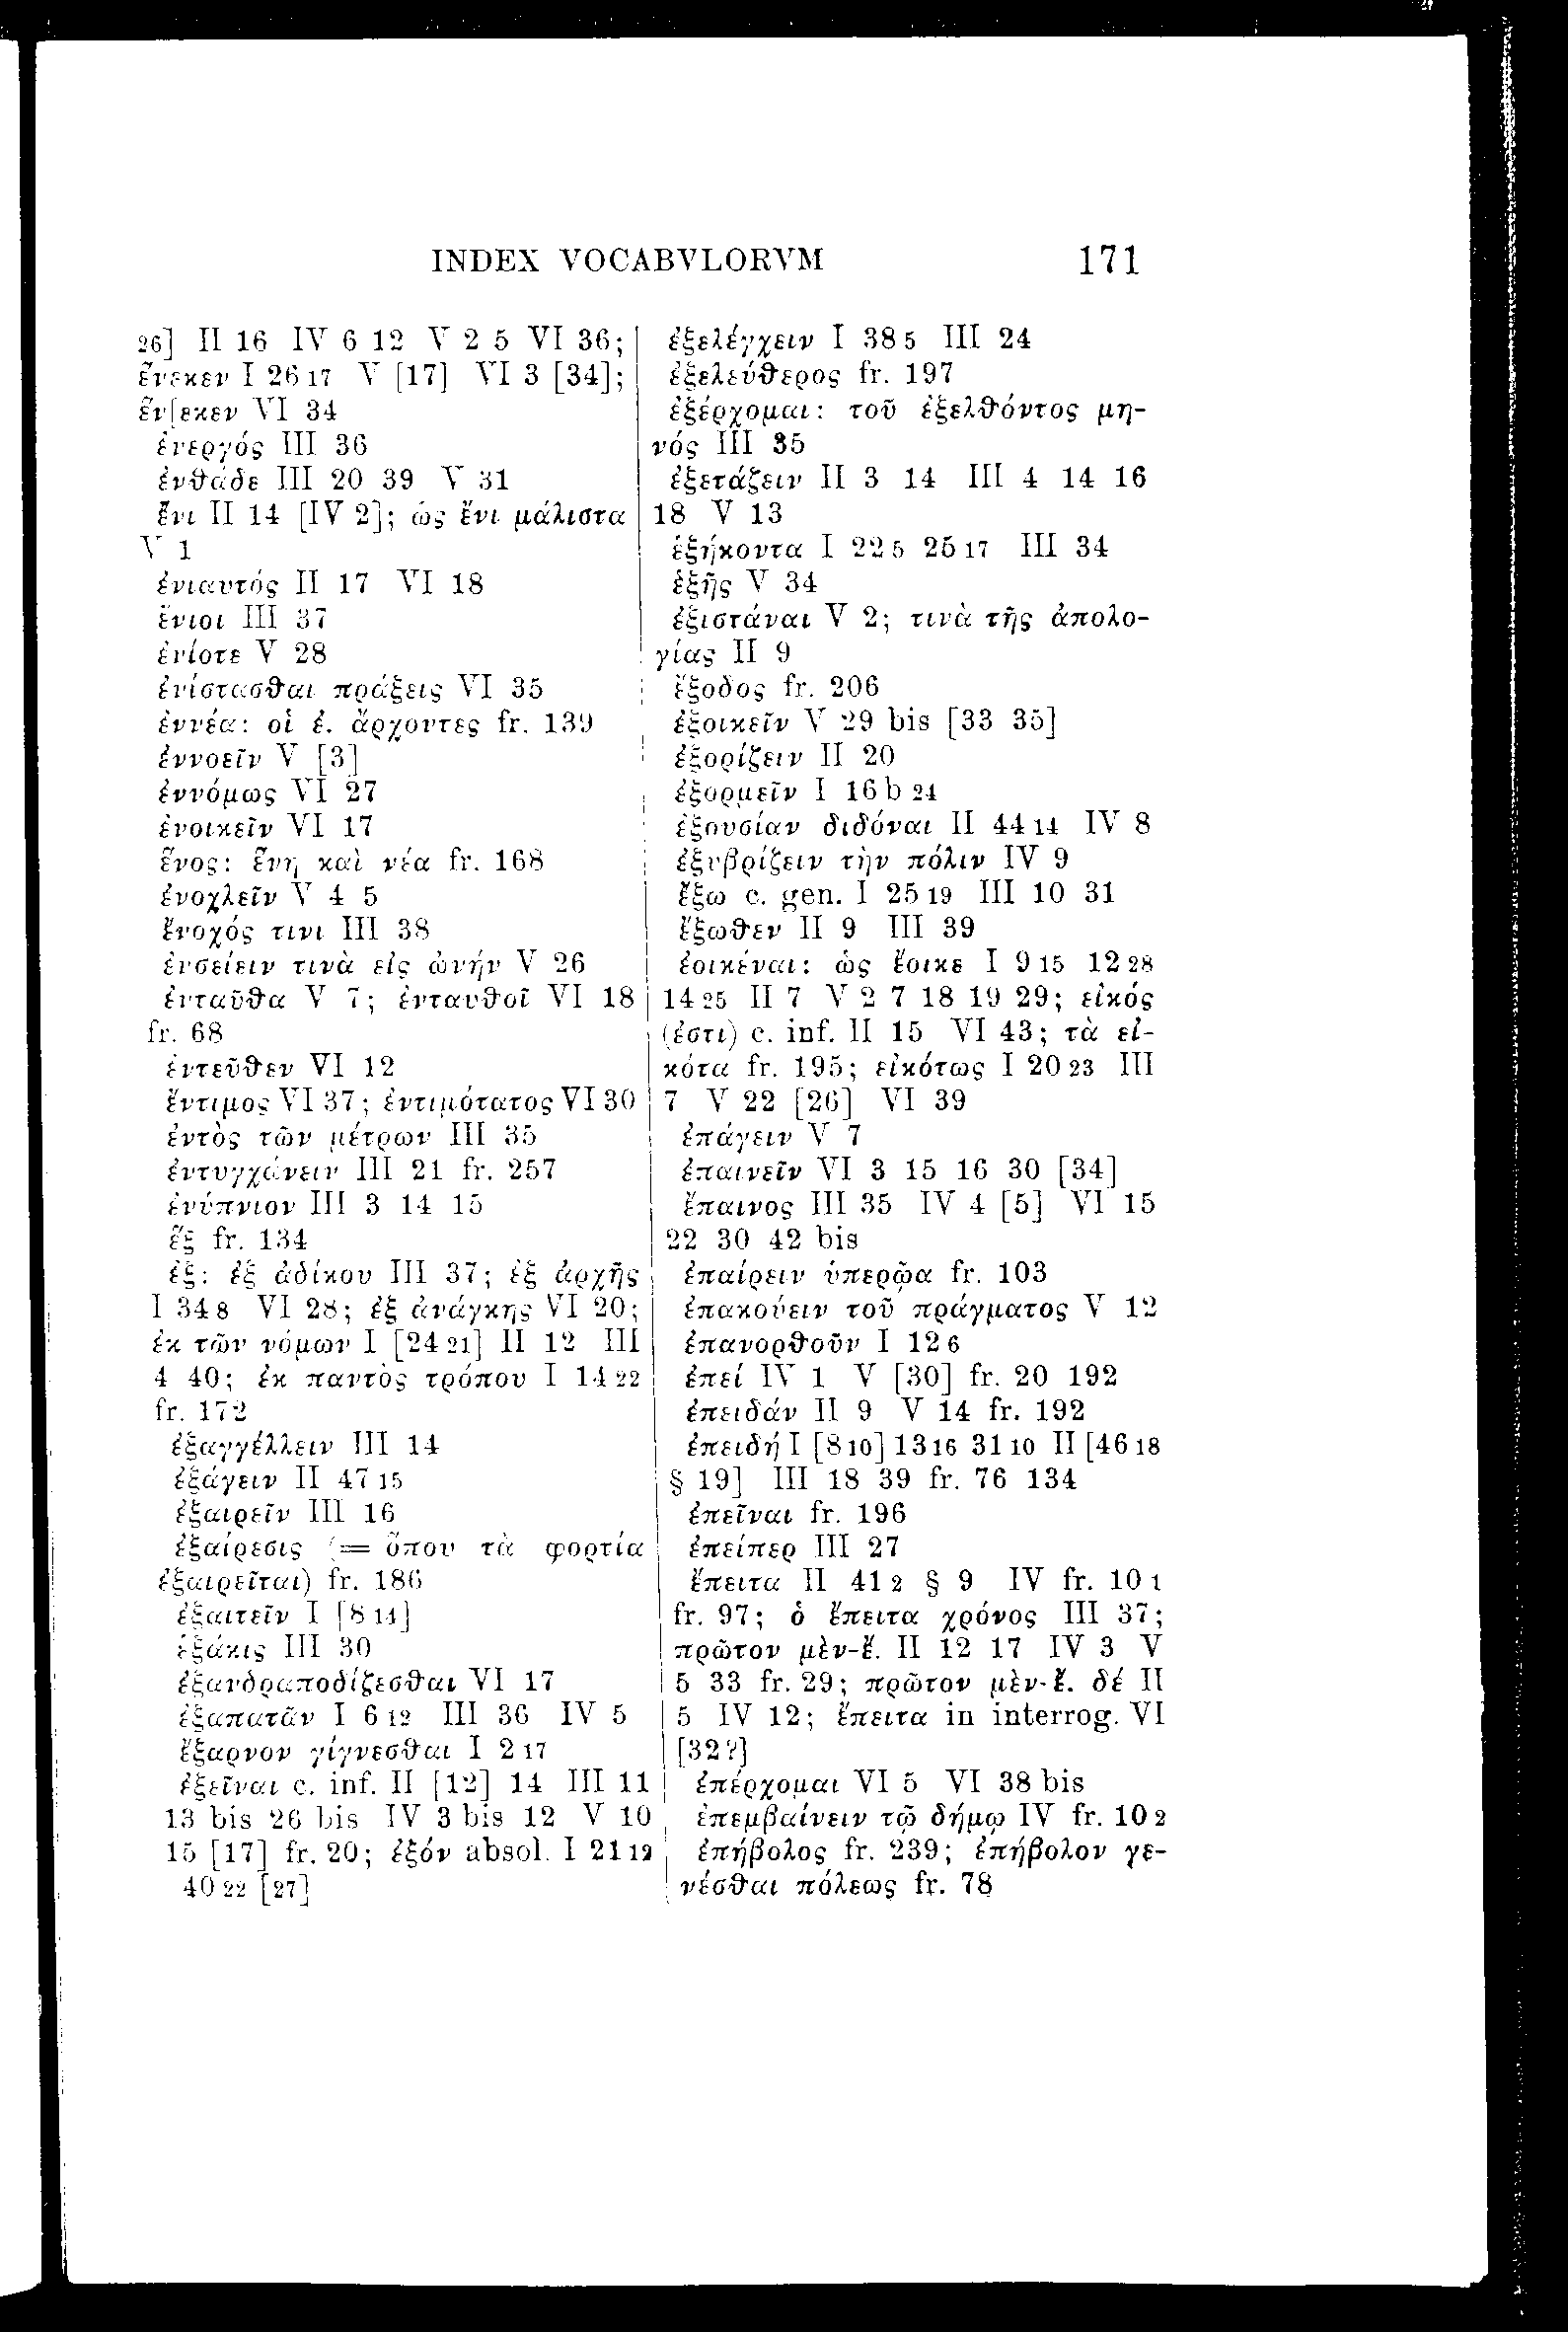 INDEX VOCABVLORVM 171
26] II 16 IV 6 12 V 2 5 VI 36;
ἕνεκεν I 26 17 V [17] VI 3 [34];
ἕν[εκεν VI 34
ἐνεργός III 36
ἐνθάδε III 20 39 V 31
ἔνι II 14 [IV 2]; ὡς ἔνι μάλιστα
V 1
ἐνιαυτός II 17 VI 18
ἔνιοι III 37
ἐνίοτε V 28
ἐνίστασθαι πράξεις VI 35
ἐννέα: οἱ ἐ. ἄρχοντες fr. 139
ἐννοεῖν V [3]
ἐννόμως VI 27
ἐνοικεῖν VI 17
ἕνος: ἕνη καὶ νέα fr. 168
ἐνοχλεῖν V 4 5
ἔνοχός τινι III 38
ἐνσείειν τινὰ εἰς ὠνήν V 26
ἐνταῦθα V 7; ἐνταυθοῖ VI 18
fr. 68
ἐντεῦθεν VI 12
ἔντιμος VI 37; ἐντιμότατος VI 30
ἐντὸς τῶν μέτρων III 35
ἐντυγχάνειν III 21 fr. 257
ἐνύπνιον III 3 14 15
ἕξ fr. 134
ἐξ: ἐξ ἀδίκου III 37; ἐξ ἀρχῆς
I 34 8 VI 28; ἐξ ἀνάγκης VI 20;
ἐκ τῶν νόμων I [24 21] II 12 III
4 40; ἐκ παντὸς τρόπου I 14 22
fr. 172
ἐξαγγέλλειν III 14
ἐξάγειν II 47 15
ἐξαιρεῖν III 16
ἐξαίρεσις (= ὅπου τὰ φορτία
ἐξαιρεῖται) fr. 186
ἐξαιτεῖν I [8 14]
ἑξάκις III 30
ἐξανδραποδίζεσθαι VI 17
ἐξαπατᾶν I 6 12 III 36 IV 5
ἔξαρνον γίγνεσθαι I 2 17
ἐξεῖναι c. inf. II [12] 14 III 11
13 bis 26 bis IV 3 bis 12 V 10
15 [17] fr. 20; ἐξόν absol. I 21 12
40 22 [27]
ἐξελέγχειν I 38 5 III 24
ἐξελεύθερος fr. 197
ἐξέρχομαι: τοῦ ἐξελθόντος μη-
νός III 35
ἐξετάζειν II 3 14 III 4 14 16
18 V 13
ἑξήκοντα I 22 5 25 17 III 34
ἑξῆς V 34
ἐξιστάναι V 2; τινὰ τῆς ἀπολο-
γίας II 9
ἔξοδος fr. 206
ἐξοικεῖν V 29 bis [33 35]
ἐξορίζειν II 20
ἐξορμεῖν I 16 b 24
ἐξουσίαν διδόναι II 44 14 IV 8
ἐξυβρίζειν τὴν πόλιν IV 9
ἔξω c. gen. I 25 19 III 10 31
ἔξωθεν II 9 III 39
ἐοικέναι: ὡς ἔοικε I 9 15 12 28
14 25 II 7 V 2 7 18 19 29; εἰκός
(ἐστι) c. inf. II 15 VI 43; τὰ εἰ-
κότα fr. 195; εἰκότως I 20 23 III
7 V 22 [26] VI 39
ἐπάγειν V 7
ἐπαινεῖν VI 3 15 16 30 [34]
ἔπαινος III 35 IV 4 [5] VI 15
22 30 42 bis
ἐπαίρειν ὑπερῷα fr. 103
ἐπακούειν τοῦ πράγματος V 12
ἐπανορθοῦν I 12 6
ἐπεί IV 1 V [30] fr. 20 192
ἐπειδάν II 9 V 14 fr. 192
ἐπειδή I [8 10] 13 16 31 10 II [46 18
§ 19] III 18 39 fr. 76 134
ἐπεῖναι fr. 196
ἐπείπερ III 27
ἔπειτα II 41 2 § 9 IV fr. 10 1
fr. 97; ὁ ἔπειτα χρόνος III 37;
πρῶτον μὲν-ἔ. II 12 17 IV 3 V
5 33 fr. 29; πρῶτον μὲν-ἔ. δέ II
5 IV 12; ἔπειτα in interrog. VI
[32?]
ἐπέρχομαι VI 5 VI 38 bis
ἐπεμβαίνειν τῷ δήμῳ IV fr. 10 2
ἐπήβολος fr. 239; ἐπήβολον γε-
νέσθαι πόλεως fr. 78